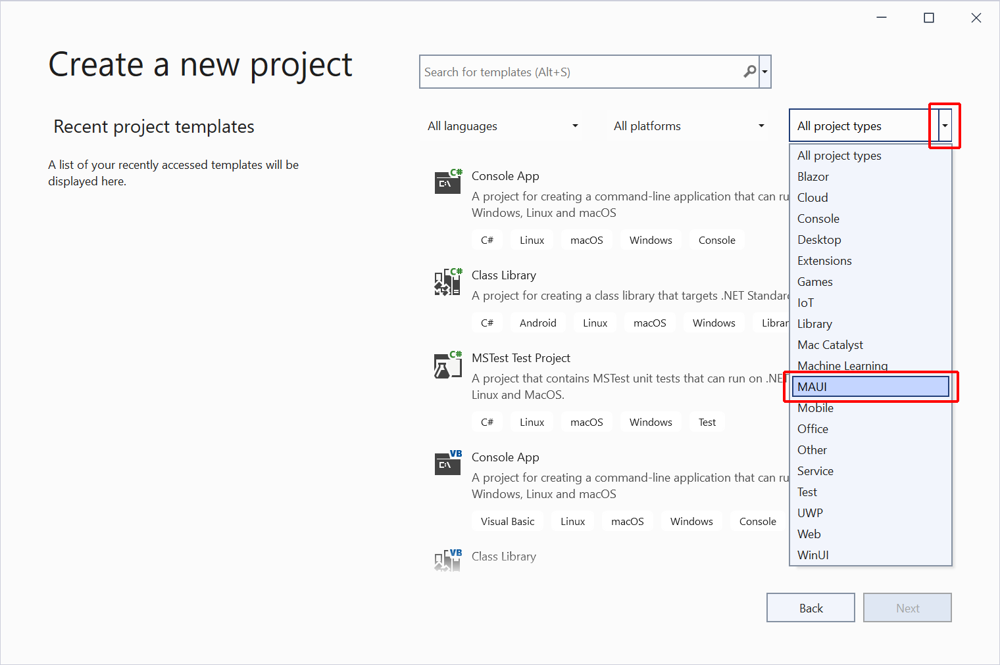 Create a new project
Search for templates (Alt+S)
Recent project templates
A list of your recently accessed templates will be
displayed here.
All languages
All platforms
All project types
C#
Console App
A project for creating a command-line application that can ru
Windows, Linux and macOS
C# Linux macOS Windows Console
C#
Class Library
A project for creating a class library that targets .NET Standard
C# Android Linux macOS Windows Librar
C#
MSTest Test Project
A project that contains MSTest unit tests that can run on .NET
Linux and MacOS.
C# Linux macOS Windows Test
VB
Console App
A project for creating a command-line application that can ru
Windows, Linux and macOS
Visual Basic Linux macOS Windows Console
VB
Class Library
All project types
Blazor
Cloud
Console
Desktop
Extensions
Games
IoT
Library
Mac Catalyst
Machine Learning
MAUI
Mobile
Office
Other
Service
Test
UWP
Web
WinUI
Back
Next